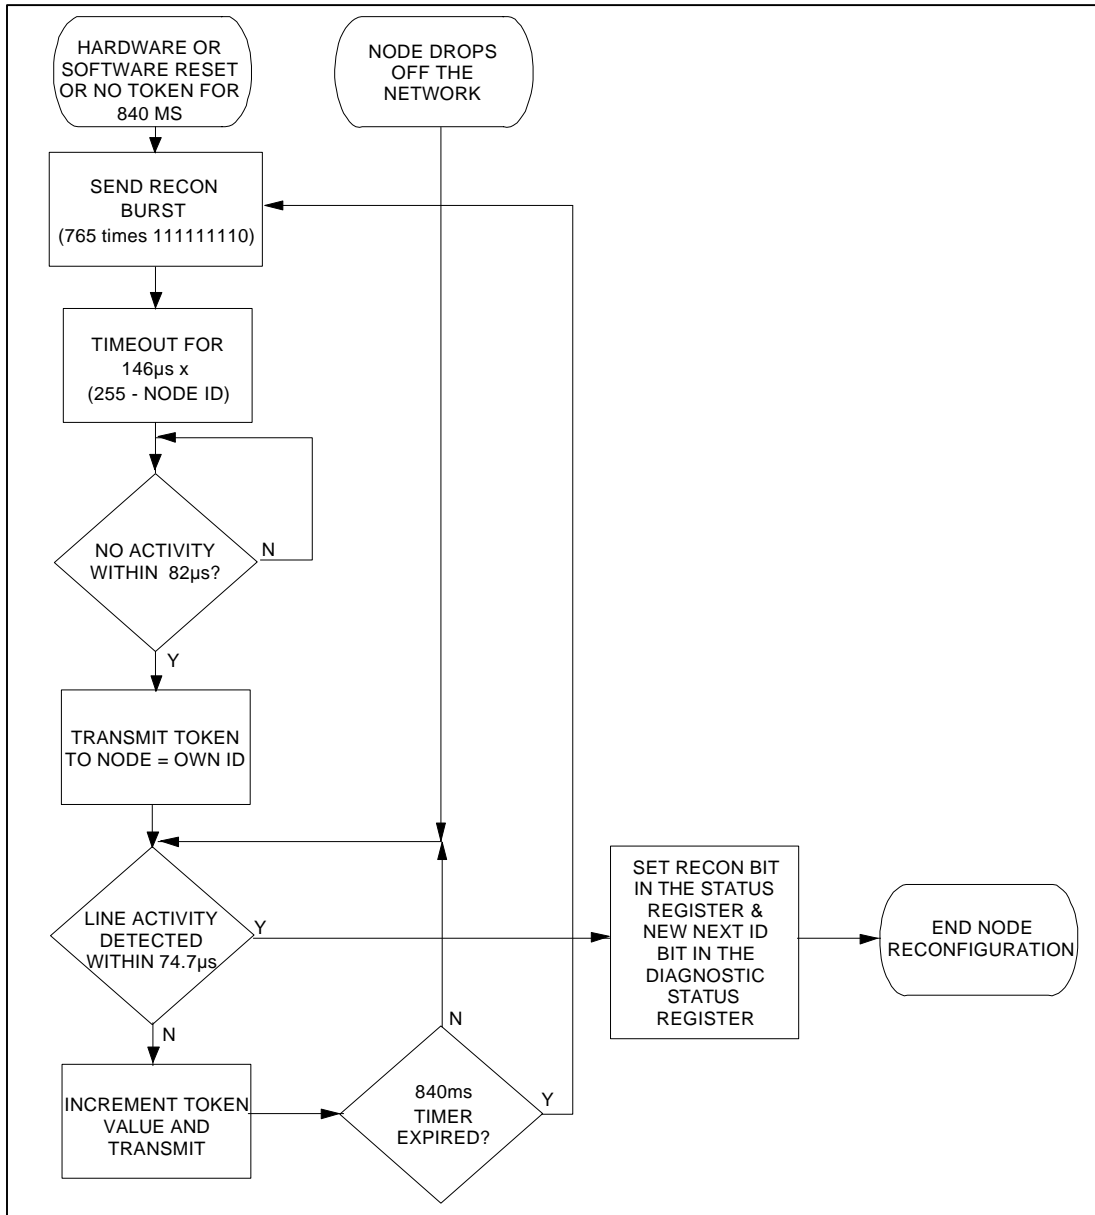 HARDWARE OR
SOFTWARE RESET
OR NO TOKEN FOR
840 MS
NODE DROPS
OFF THE
NETWORK
SEND RECON
BURST
(765 times 111111110)
TIMEOUT FOR
146µs x
(255 - NODE ID)
NO ACTIVITY
WITHIN 82µs?
N
Y
TRANSMIT TOKEN
TO NODE = OWN ID
LINE ACTIVITY
DETECTED
WITHIN 74.7µs
Y
N
SET RECON BIT
IN THE STATUS
REGISTER &
NEW NEXT ID
BIT IN THE
DIAGNOSTIC
STATUS
REGISTER
END NODE
RECONFIGURATION
INCREMENT TOKEN
VALUE AND
TRANSMIT
N
840ms
TIMER
EXPIRED?
Y